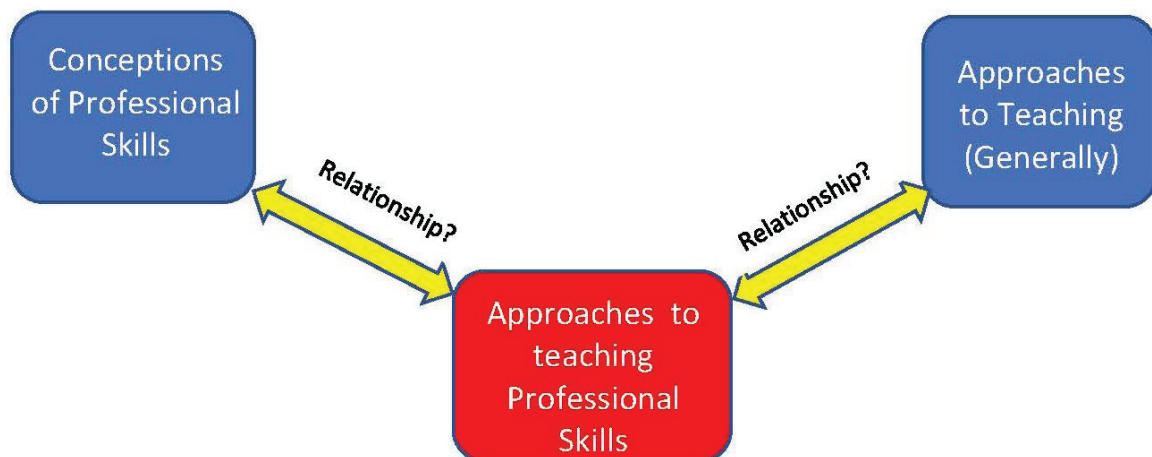 Conceptions
of Professional
Skills
Approaches
to Teaching
(Generally)
Relationship?
Relationship?
Approaches to
teaching
Professional
Skills